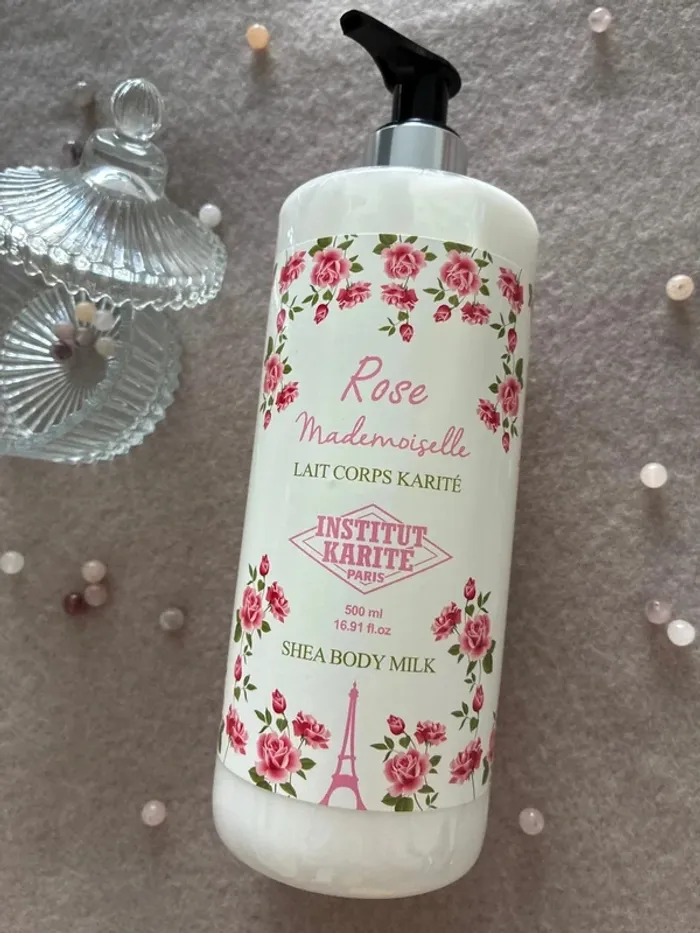 Rose
Mademoiselle
LAIT CORPS KARITÉ
INSTITUT
KARITÉ
PARIS
500 ml
16.91 fl.oz
SHEA BODY MILK